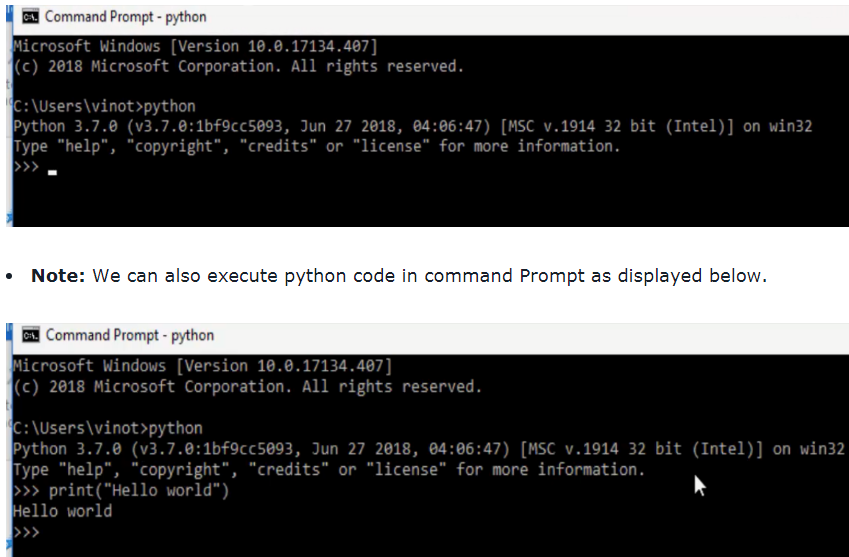 Command Prompt - python
Microsoft Windows [Version 10.0.17134.407]
(c) 2018 Microsoft Corporation. All rights reserved.
C:\Users\vinot>python
Python 3.7.0 (v3.7.0:1bf9cc5093, Jun 27 2018, 04:06:47) [MSC v.1914 32 bit (Intel)] on win32
Type "help", "copyright", "credits" or "license" for more information.
>>>
• Note: We can also execute python code in command Prompt as displayed below.
Command Prompt - python
Microsoft Windows [Version 10.0.17134.407]
(c) 2018 Microsoft Corporation. All rights reserved.
C:\Users\vinot>python
Python 3.7.0 (v3.7.0:1bf9cc5093, Jun 27 2018, 04:06:47) [MSC v.1914 32 bit (Intel)] on win32
Type "help", "copyright", "credits" or "license" for more information.
>>> print("Hello world")
Hello world
>>>